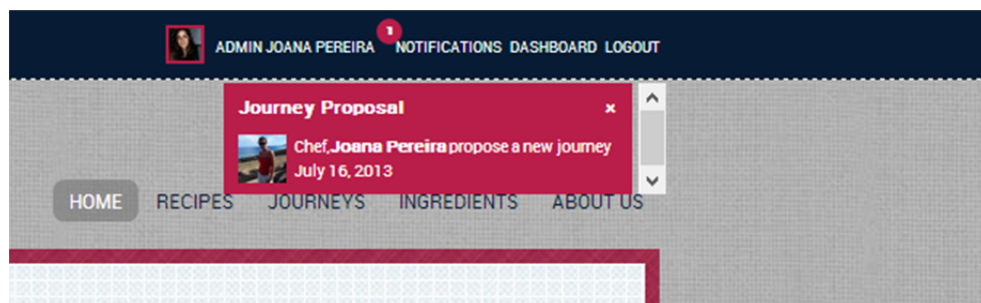 1
ADMIN JOANA PEREIRA NOTIFICATIONS DASHBOARD LOGOUT
Journey Proposal ×
Chef,Joana Pereira propose a new journey
July 16, 2013
HOME RECIPES JOURNEYS INGREDIENTS ABOUT US